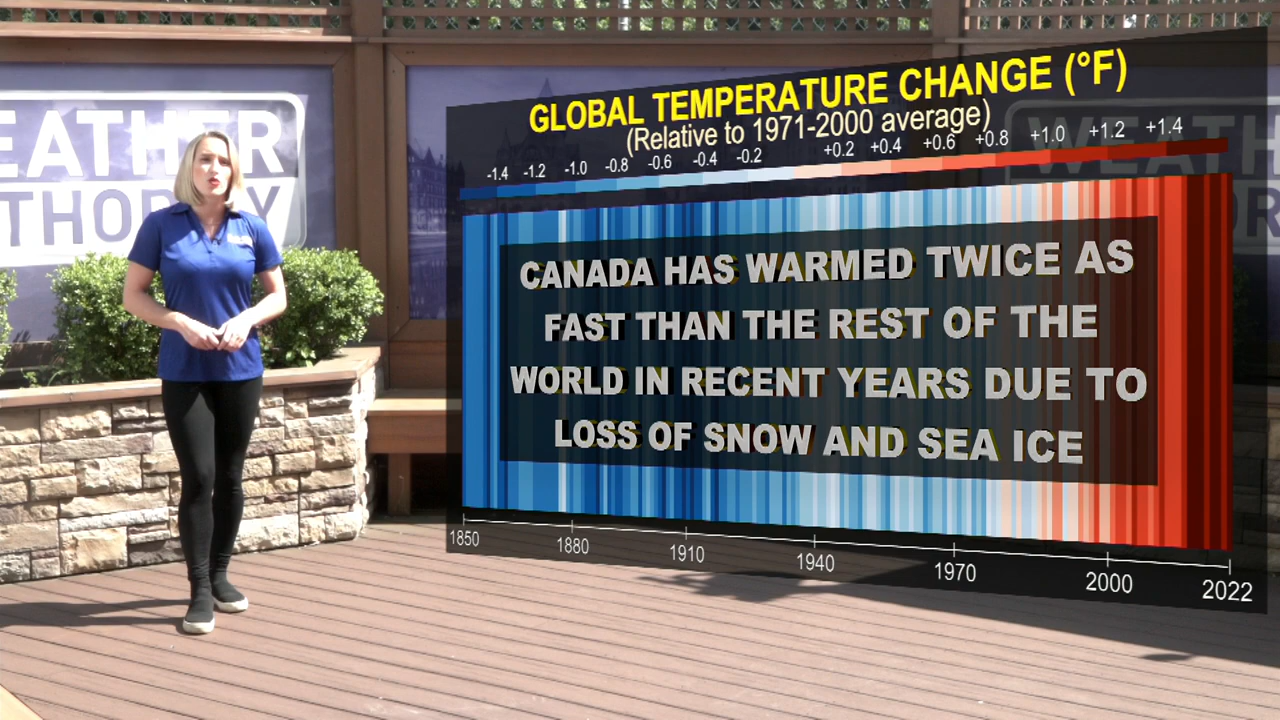 EATHER
THORITY
GLOBAL TEMPERATURE CHANGE (°F)
(Relative to 1971-2000 average)
-1.4 -1.2 -1.0 -0.8 -0.6 -0.4 -0.2 +0.2 +0.4 +0.6 +0.8 +1.0 +1.2 +1.4
CANADA HAS WARMED TWICE AS
FAST THAN THE REST OF THE
WORLD IN RECENT YEARS DUE TO
LOSS OF SNOW AND SEA ICE
1850 1880 1910 1940 1970 2000 2022